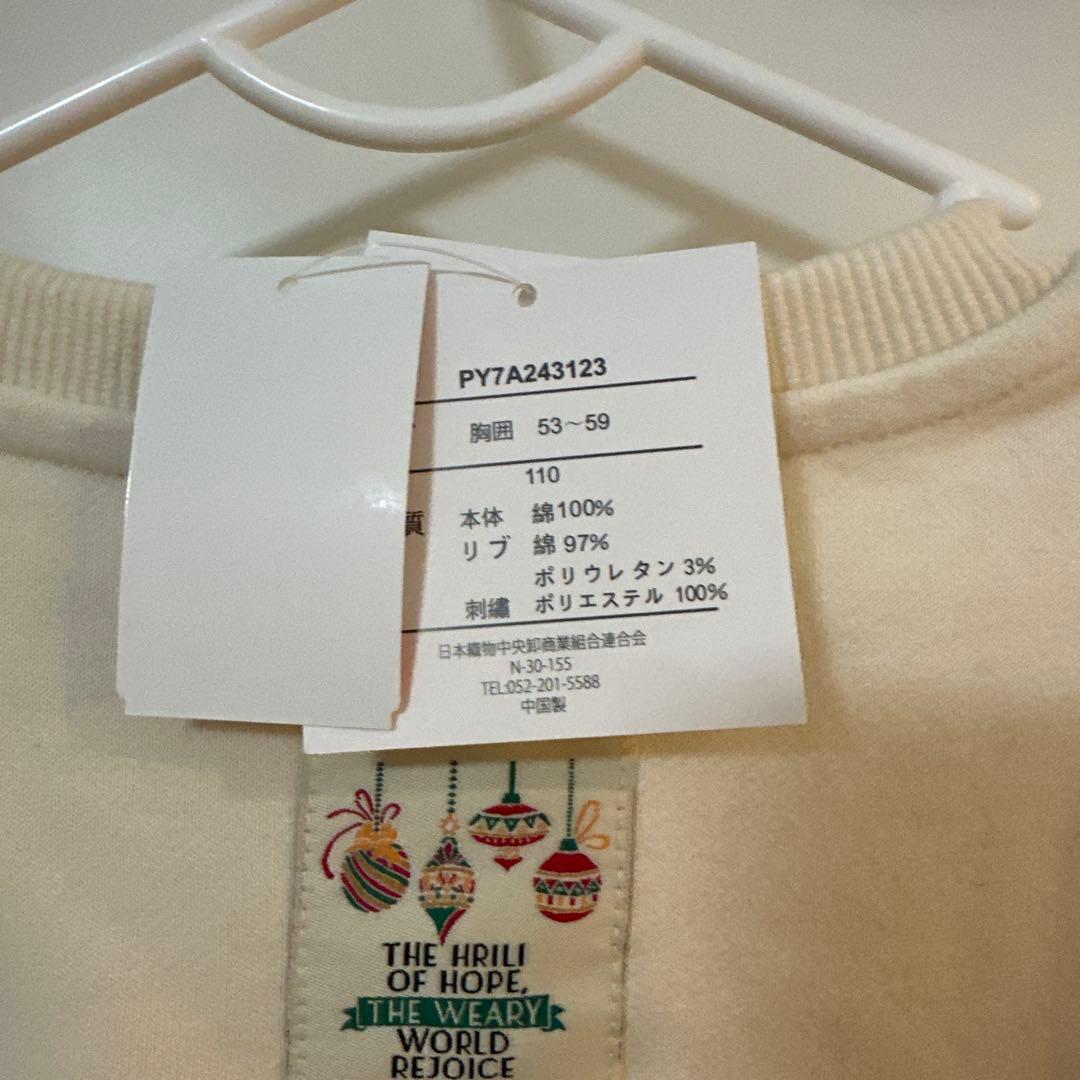 PY7A243123
胸囲 53～59
110
質 本体 綿100%
リブ 綿 97%
ポリウレタン 3%
刺繍 ポリエステル 100%
日本織物中央卸商業組合連合会
N-30-155
TEL:052-201-5588
中国製
THE HRILI
OF HOPE,
THE WEARY
WORLD
REJOICE